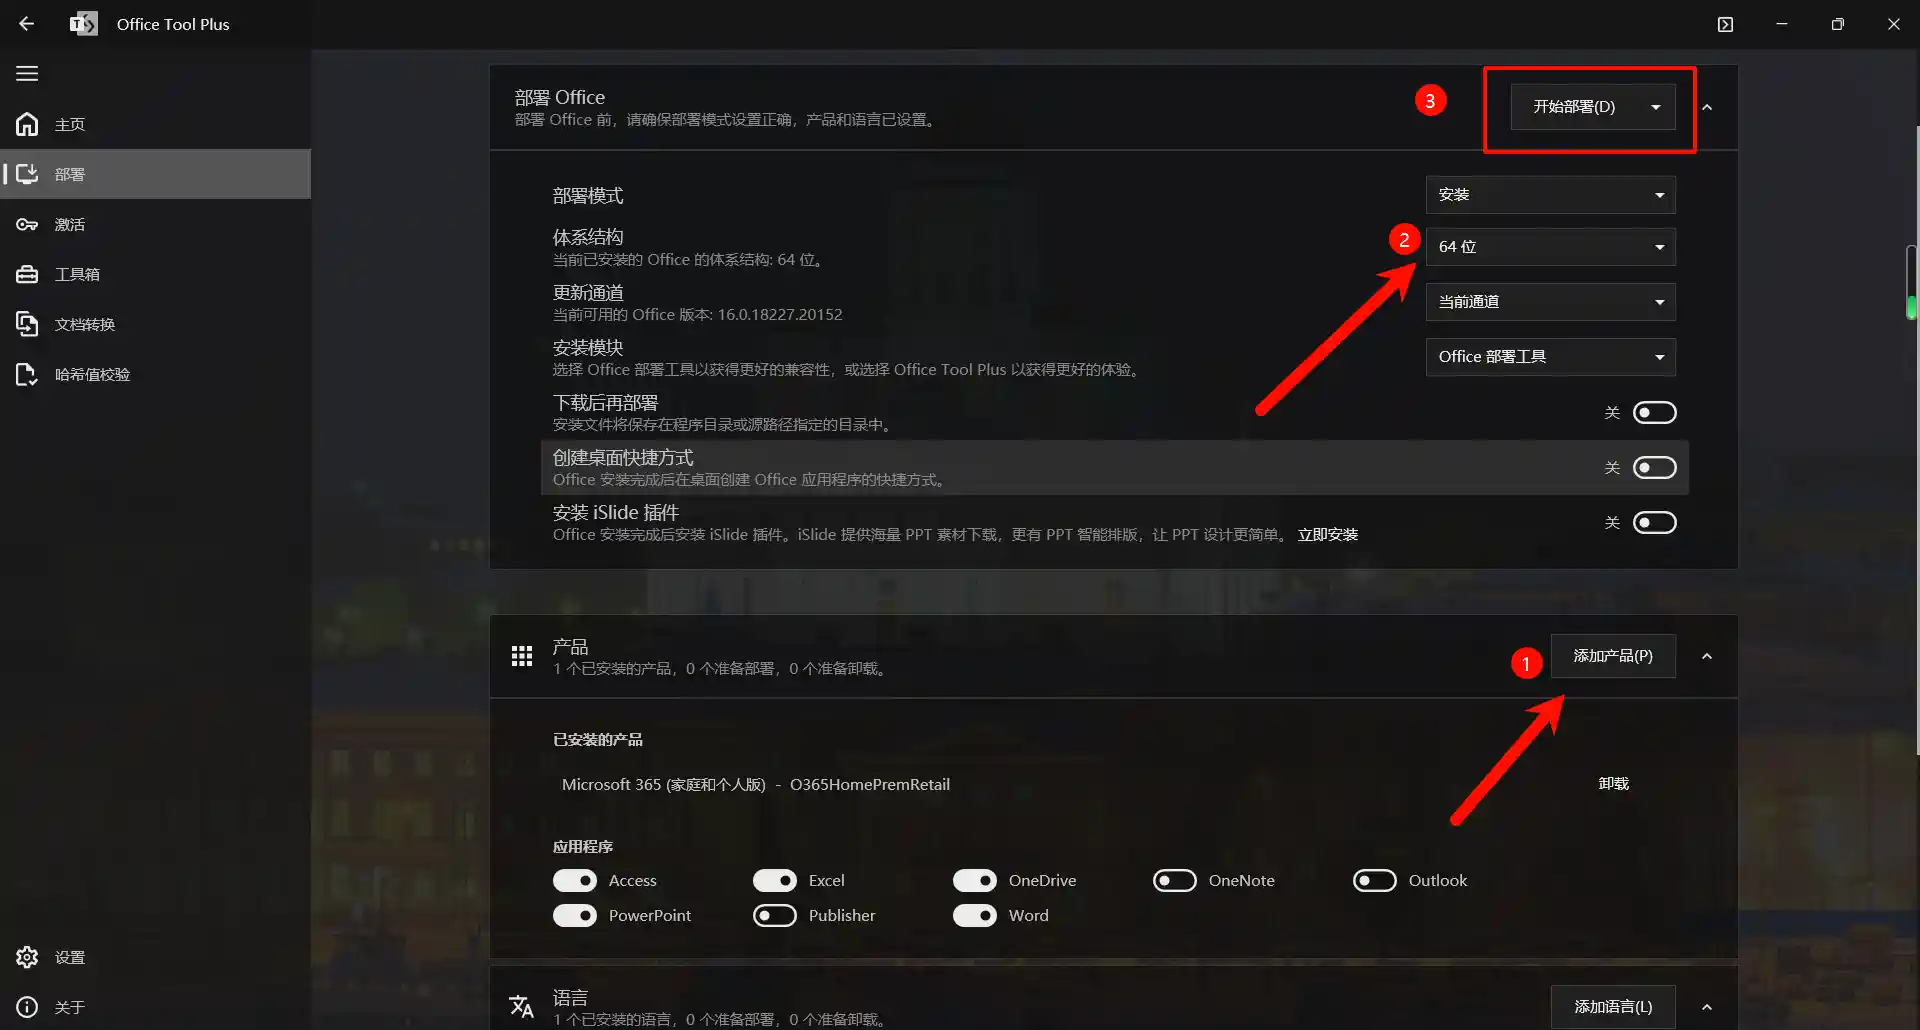 Office Tool Plus
主页
部署
激活
工具箱
文档转换
哈希值校验
设置
关于
部署 Office
部署 Office 前，请确保部署模式设置正确，产品和语言已设置。
3
开始部署(D)
部署模式
安装
体系结构
当前已安装的 Office 的体系结构: 64 位。
2
64 位
更新通道
当前可用的 Office 版本: 16.0.18227.20152
当前通道
安装模块
选择 Office 部署工具以获得更好的兼容性，或选择 Office Tool Plus 以获得更好的体验。
Office 部署工具
下载后再部署
安装文件将保存在程序目录或源路径指定的目录中。
关
创建桌面快捷方式
Office 安装完成后在桌面创建 Office 应用程序的快捷方式。
关
安装 iSlide 插件
Office 安装完成后安装 iSlide 插件。iSlide 提供海量 PPT 素材下载，更有 PPT 智能排版，让 PPT 设计更简单。 立即安装
关
产品
1 个已安装的产品，0 个准备部署，0 个准备卸载。
1
添加产品(P)
已安装的产品
Microsoft 365 (家庭和个人版) - O365HomePremRetail
卸载
应用程序
Access Excel OneDrive OneNote Outlook
PowerPoint Publisher Word
语言
1 个已安装的语言，0 个准备部署，0 个准备卸载。
添加语言(L)